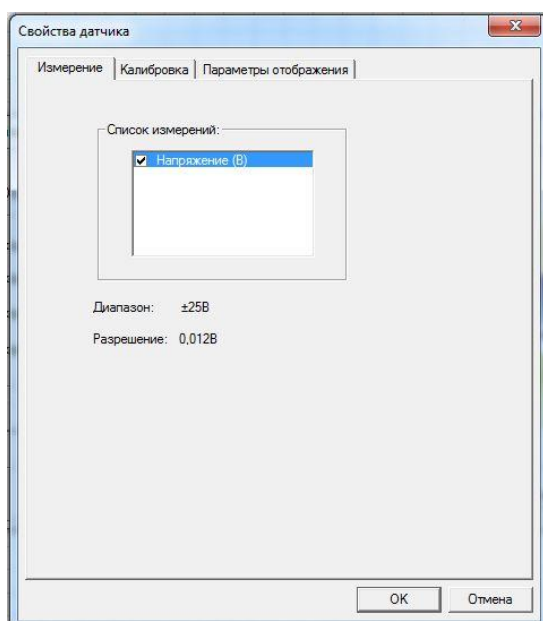 Свойства датчика
Измерение Калибровка Параметры отображения
Список измерений:
Напряжение (В)
Диапазон: ±25В
Разрешение: 0,012В
OK Отмена